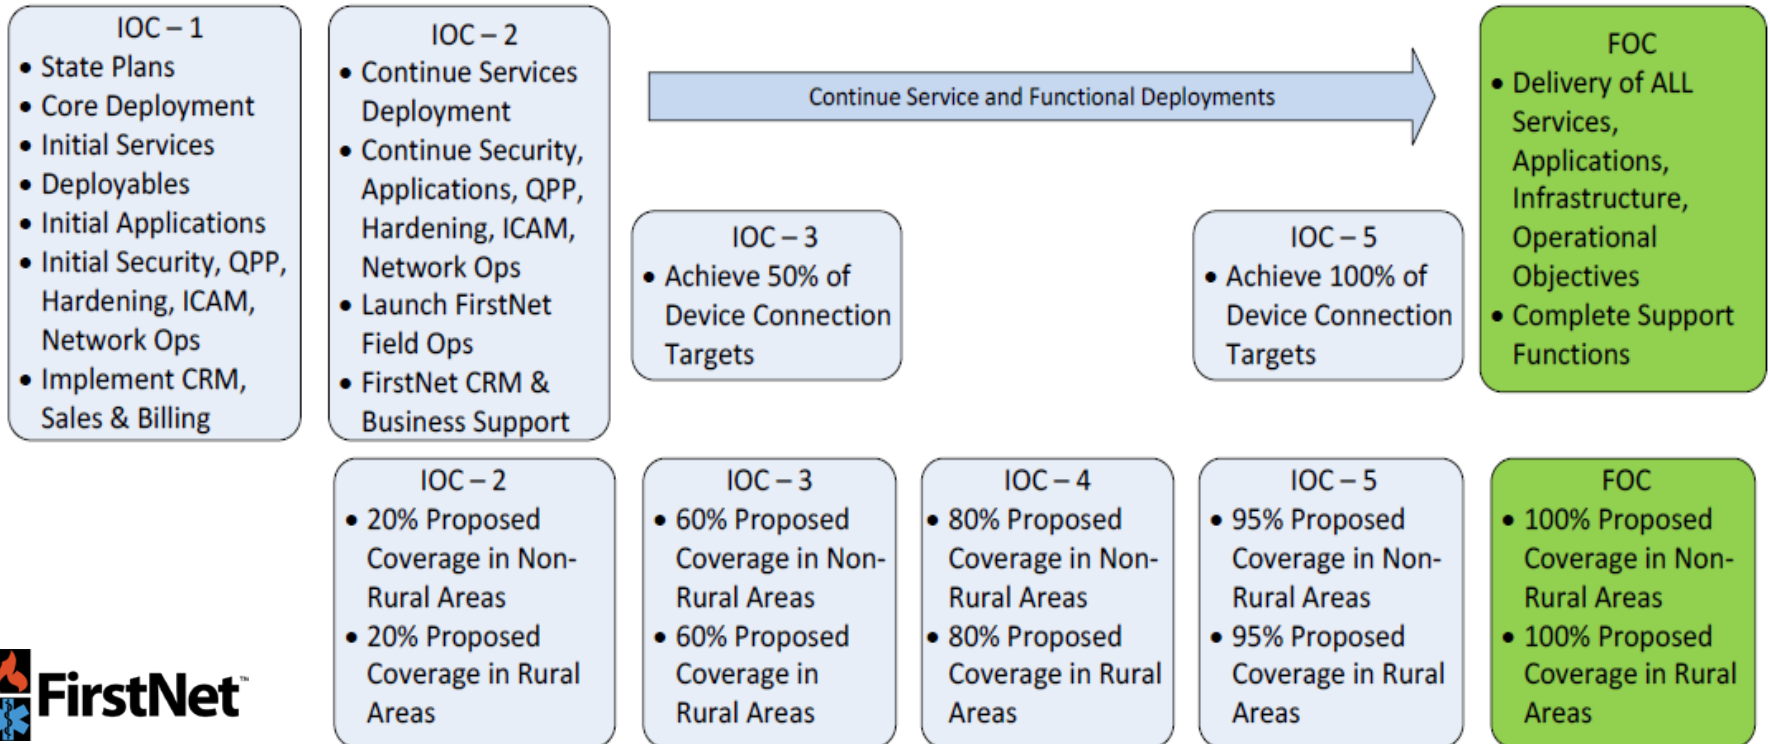 IOC – 1
• State Plans
• Core Deployment
• Initial Services
• Deployables
• Initial Applications
• Initial Security, QPP,
Hardening, ICAM,
Network Ops
• Implement CRM,
Sales & Billing
IOC – 2
• Continue Services
Deployment
• Continue Security,
Applications, QPP,
Hardening, ICAM,
Network Ops
• Launch FirstNet
Field Ops
• FirstNet CRM &
Business Support
Continue Service and Functional Deployments
IOC – 3
• Achieve 50% of
Device Connection
Targets
IOC – 5
• Achieve 100% of
Device Connection
Targets
FOC
• Delivery of ALL
Services,
Applications,
Infrastructure,
Operational
Objectives
• Complete Support
Functions
IOC – 2
• 20% Proposed
Coverage in Non-
Rural Areas
• 20% Proposed
Coverage in Rural
Areas
IOC – 3
• 60% Proposed
Coverage in Non-
Rural Areas
• 60% Proposed
Coverage in
Rural Areas
IOC – 4
• 80% Proposed
Coverage in Non-
Rural Areas
• 80% Proposed
Coverage in Rural
Areas
IOC – 5
• 95% Proposed
Coverage in Non-
Rural Areas
• 95% Proposed
Coverage in Rural
Areas
FOC
• 100% Proposed
Coverage in Non-
Rural Areas
• 100% Proposed
Coverage in Rural
Areas
FirstNet™